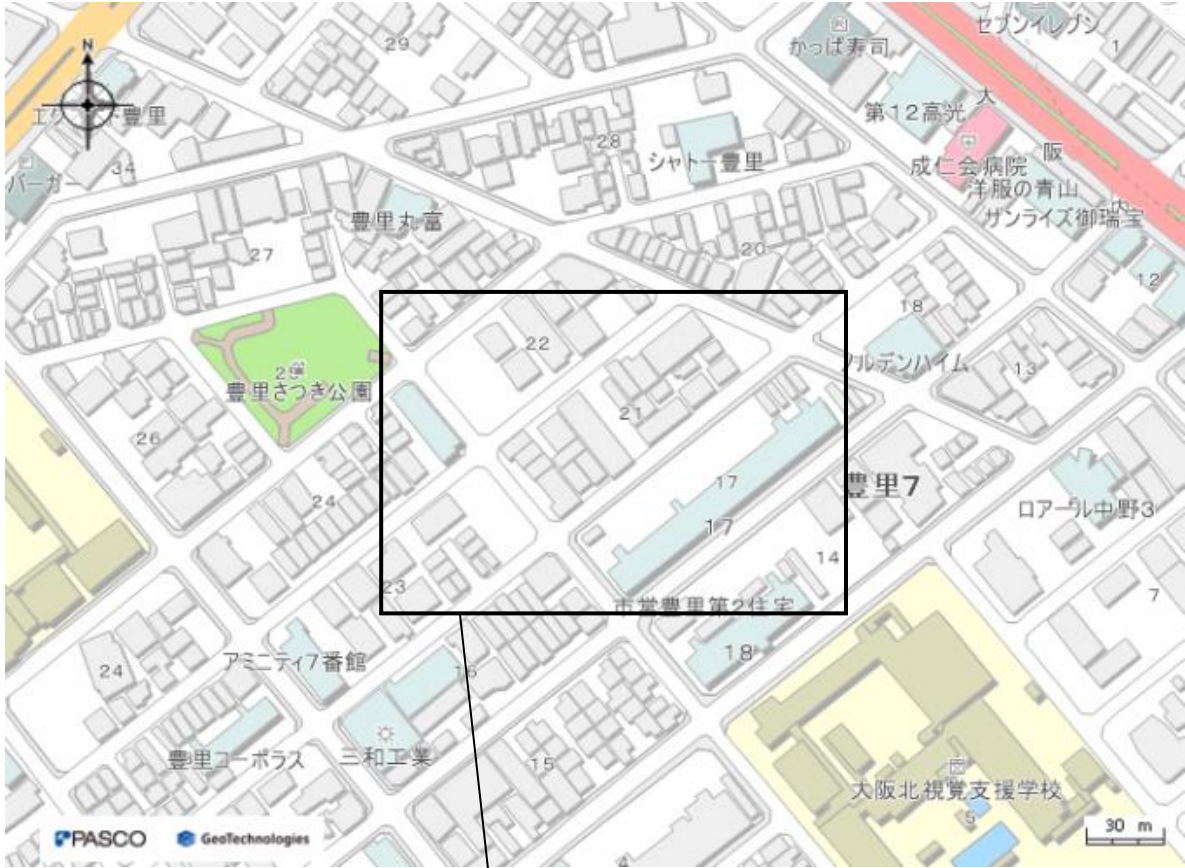 セブンイレブン
1
29
かっぱ寿司
N
第12高光
大
豊里
28
シャトー豊里
阪
成仁会病院
バーガー
34
洋服の青山
内
サンライズ御瑞宝
豊里丸富
27
20
12
18
22
13
豊里さつき公園
21
26
24
17
豊里7
17
ロアール中野3
14
23
市営豊里第2住宅
7
18
アミニティ7番館
24
16
豊里コーポラス
三和工業
15
大阪北視覚支援学校
5
PASCO
GeoTechnologies
30 m
4